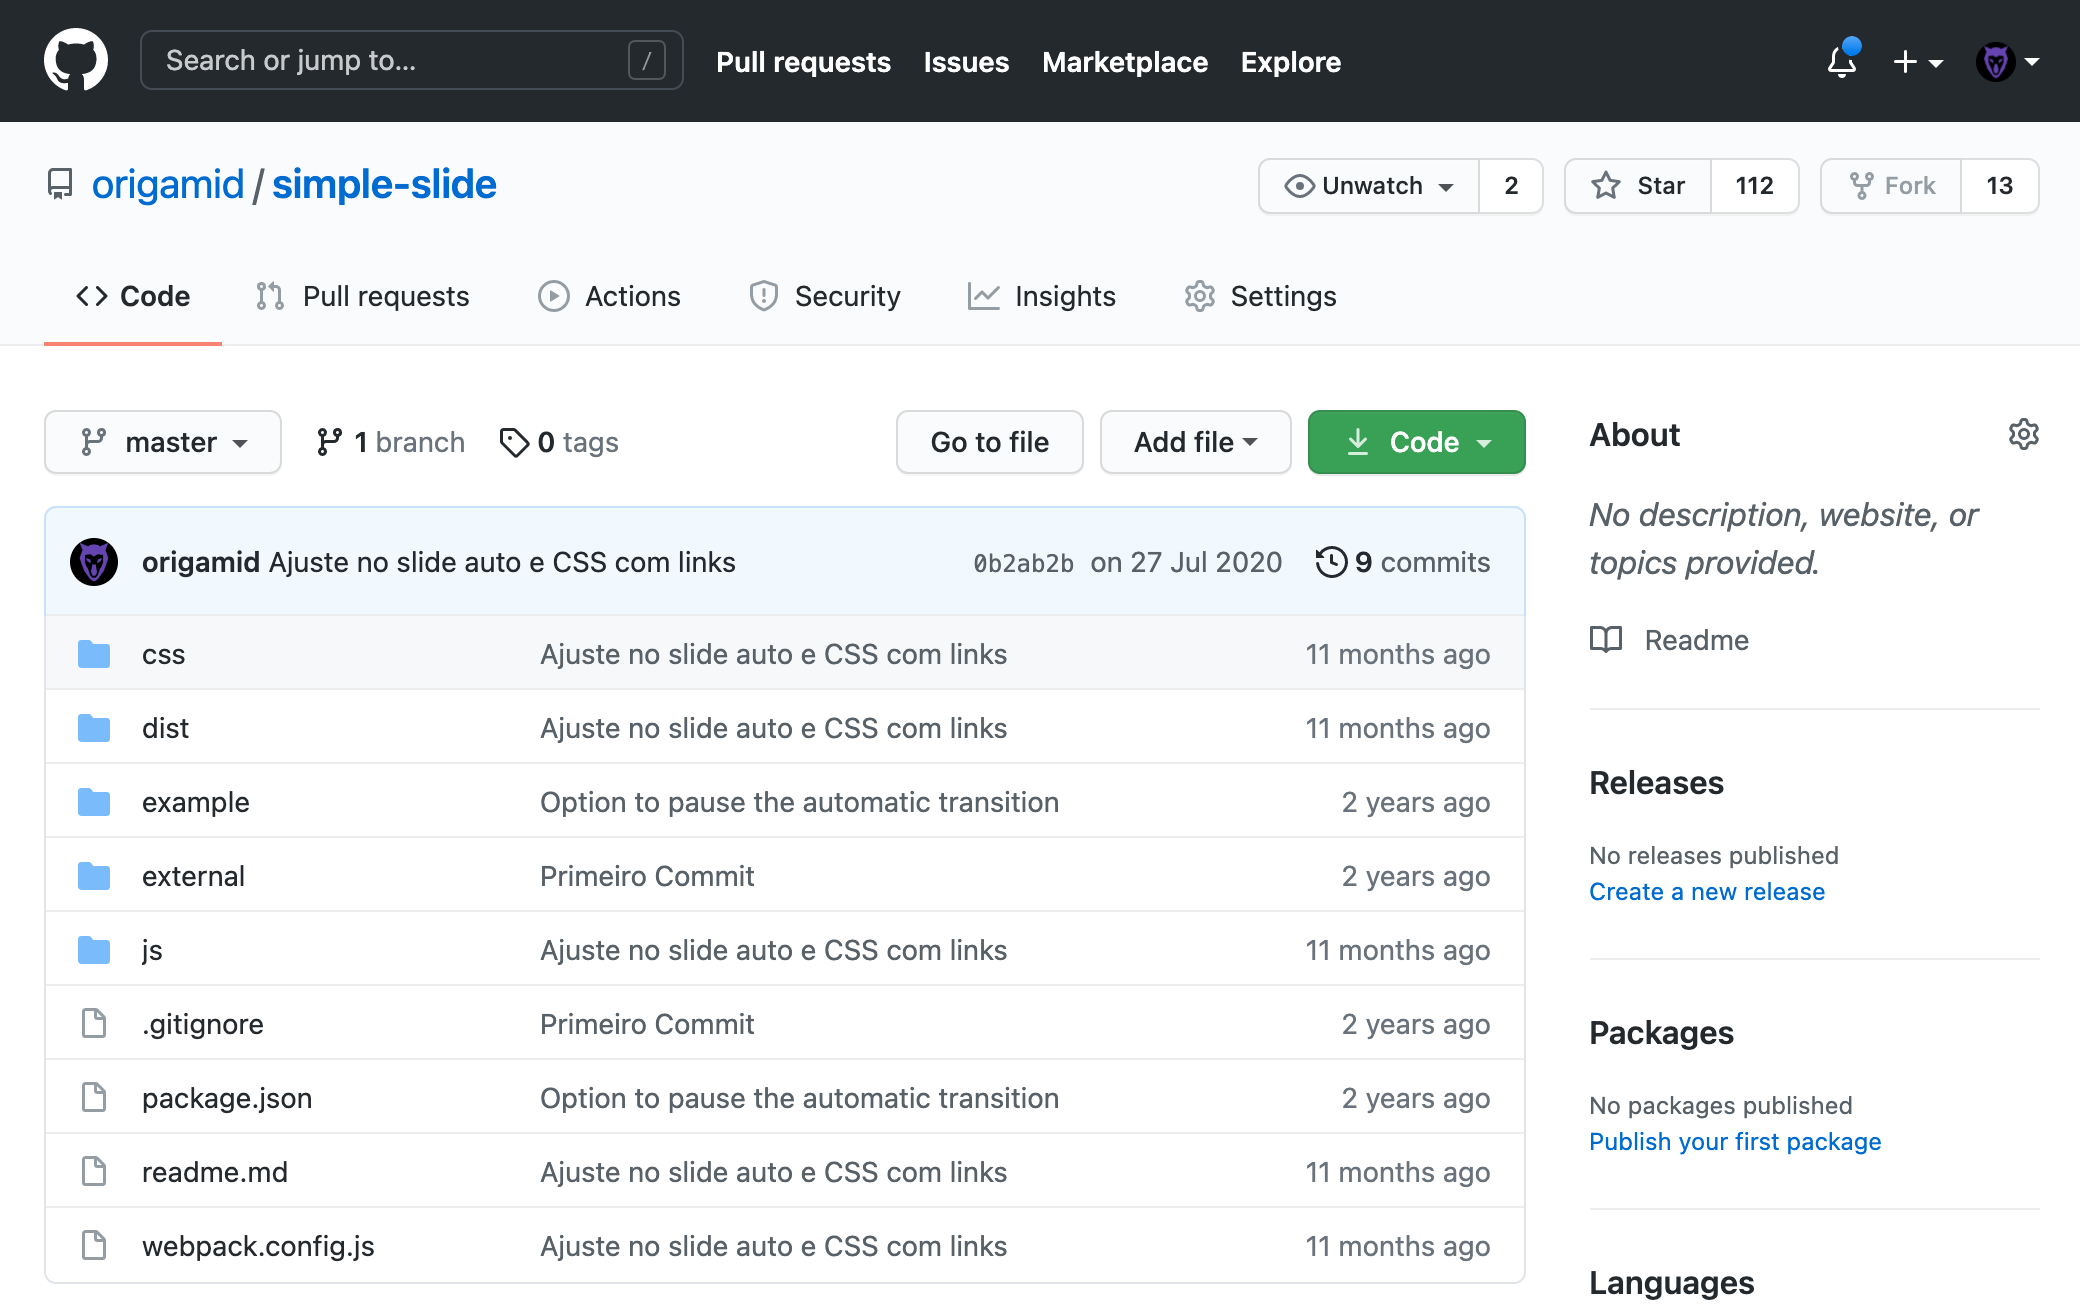 Search or jump to... /
Pull requests Issues Marketplace Explore
origamid / simple-slide
Unwatch 2 Star 112 Fork 13
Code Pull requests Actions Security Insights Settings
master 1 branch 0 tags Go to file Add file Code
origamid Ajuste no slide auto e CSS com links 0b2ab2b on 27 Jul 2020 9 commits
css Ajuste no slide auto e CSS com links 11 months ago
dist Ajuste no slide auto e CSS com links 11 months ago
example Option to pause the automatic transition 2 years ago
external Primeiro Commit 2 years ago
js Ajuste no slide auto e CSS com links 11 months ago
.gitignore Primeiro Commit 2 years ago
package.json Option to pause the automatic transition 2 years ago
readme.md Ajuste no slide auto e CSS com links 11 months ago
webpack.config.js Ajuste no slide auto e CSS com links 11 months ago
About
No description, website, or
topics provided.
Readme
Releases
No releases published
Create a new release
Packages
No packages published
Publish your first package
Languages